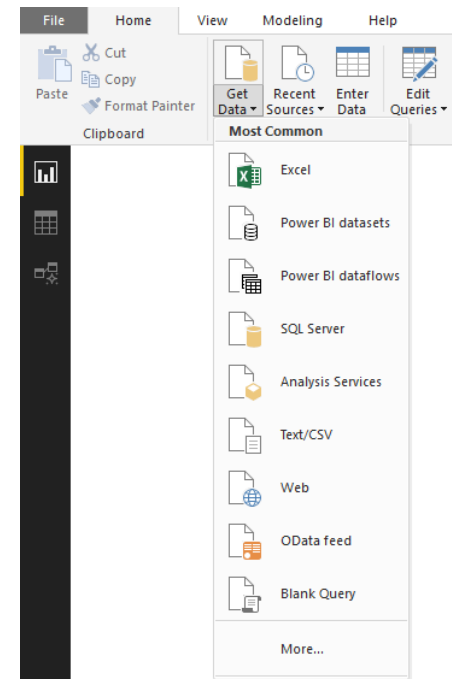 File Home View Modeling Help
Cut
Copy
Format Painter
Paste
Clipboard
Get Data
Recent Sources
Enter Data
Edit Queries
Most Common
Excel
Power BI datasets
Power BI dataflows
SQL Server
Analysis Services
Text/CSV
Web
OData feed
Blank Query
More...